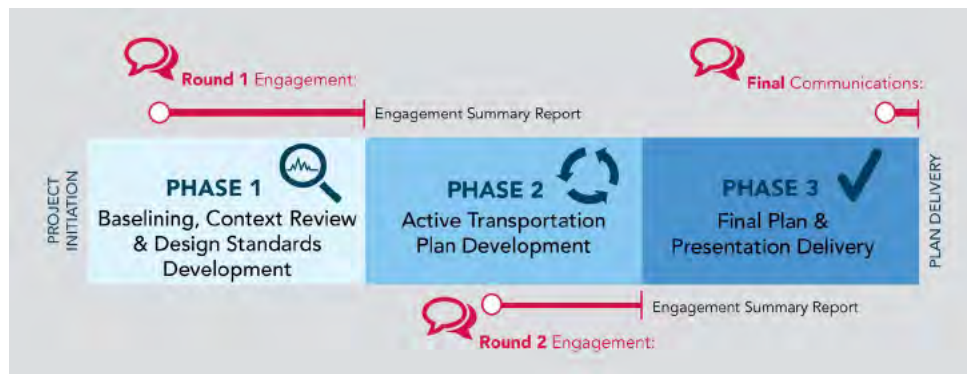 Round 1 Engagement:
Final Communications:
Engagement Summary Report
PROJECT
INITIATION
PHASE 1
Baselining, Context Review
& Design Standards
Development
PHASE 2
Active Transportation
Plan Development
PHASE 3
Final Plan &
Presentation Delivery
PLAN DELIVERY
Engagement Summary Report
Round 2 Engagement: